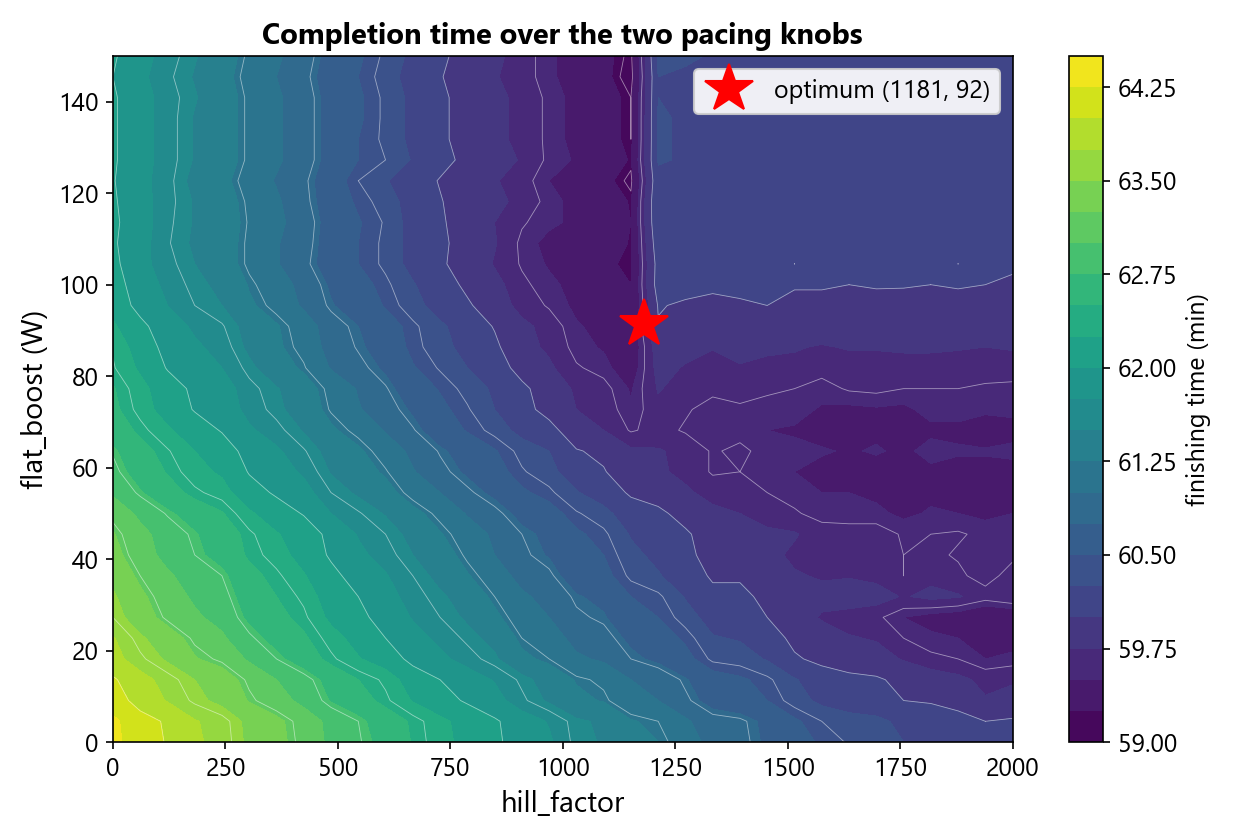 Completion time over the two pacing knobs
optimum (1181, 92)
flat_boost (W)
140
120
100
80
60
40
20
0
0 250 500 750 1000 1250 1500 1750 2000
hill_factor
64.25
63.50
62.75
62.00
61.25
60.50
59.75
59.00
finishing time (min)